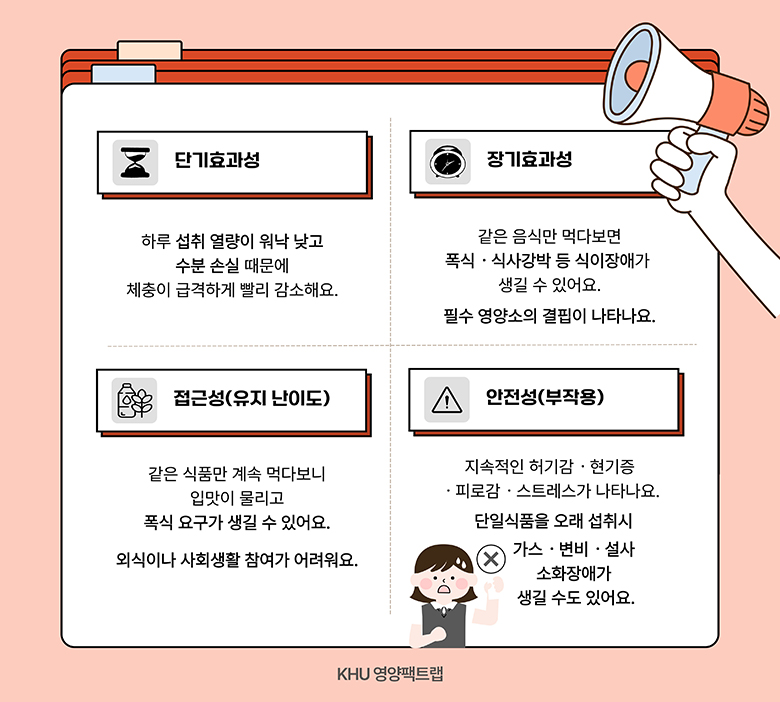 단기효과성
하루 섭취 열량이 워낙 낮고
수분 손실 때문에
체충이 급격하게 빨리 감소해요.
장기효과성
같은 음식만 먹다보면
폭식 · 식사강박 등 식이장애가
생길 수 있어요.
필수 영양소의 결핍이 나타나요.
접근성(유지 난이도)
같은 식품만 계속 먹다보니
입맛이 물리고
폭식 요구가 생길 수 있어요.
외식이나 사회생활 참여가 어려워요.
안전성(부작용)
지속적인 허기감 · 현기증
· 피로감 · 스트레스가 나타나요.
단일식품을 오래 섭취시
가스 · 변비 · 설사
소화장애가
생길 수도 있어요.
KHU 영양팩트랩